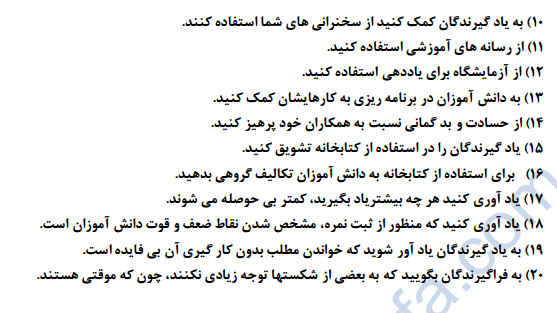 ۱۰) به یاد گیرندگان کمک کنید از سخنرانی های شما استفاده کنند.
۱۱) از رسانه های آموزشی استفاده کنید.
۱۲) از آزمایشگاه برای یاددهی استفاده کنید.
۱۳) به دانش آموزان در برنامه ریزی به کارهایشان کمک کنید.
۱۴) از حسادت و بد گمانی نسبت به همکاران خود پرهیز کنید.
۱۵) یاد گیرندگان را در استفاده از کتابخانه تشویق کنید.
۱۶) برای استفاده از کتابخانه به دانش آموزان تکالیف گروهی بدهید.
۱۷) یاد آوری کنید هر چه بیشتریاد بگیرید، کمتر بی حوصله می شوند.
۱۸) یاد آوری کنید که منظور از ثبت نمره، مشخص شدن نقاط ضعف و قوت دانش آموزان است.
۱۹) به یاد گیرندگان یاد آور شوید که خواندن مطلب بدون کار گیری آن بی فایده است.
۲۰) به فراگیرندگان بگویید که به بعضی از شکستها توجه زیادی نکنند، چون که موقتی هستند.
fa.com